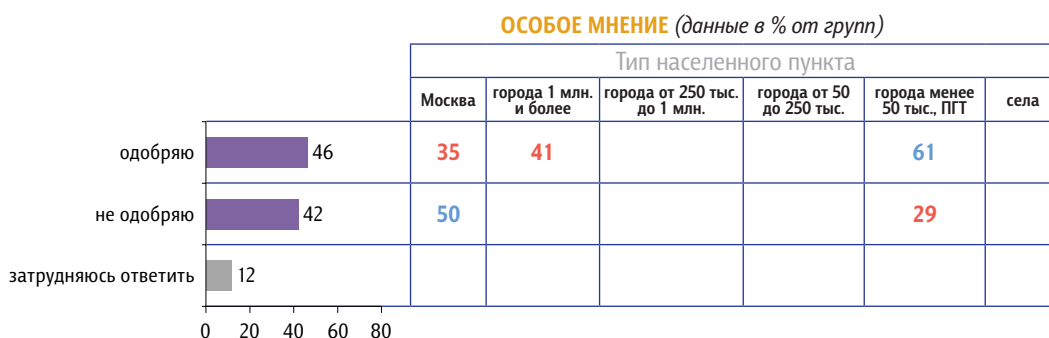 ОСОБОЕ МНЕНИЕ (данные в % от групп)
Тип населенного пункта
Москва
города 1 млн.
и более
города от 250 тыс.
до 1 млн.
города от 50
до 250 тыс.
города менее
50 тыс., ПГТ
села
одобряю 46 35 41 61
не одобряю 42 50 29
затрудняюсь ответить 12
0 20 40 60 80